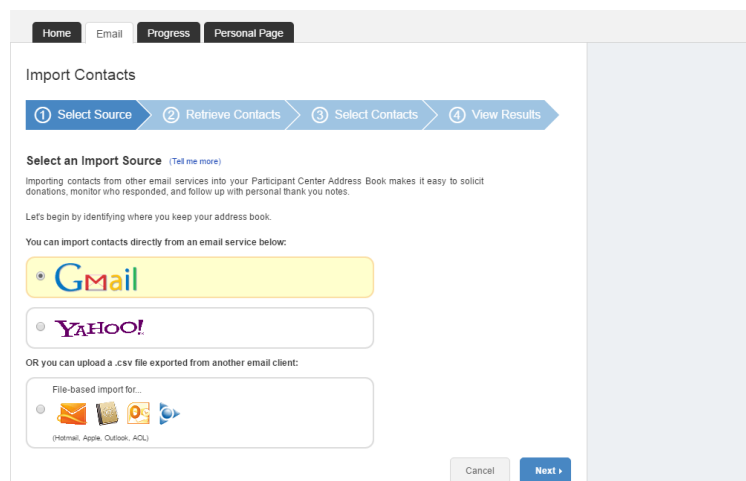 Home Email Progress Personal Page
Import Contacts
1 Select Source 2 Retrieve Contacts 3 Select Contacts 4 View Results
Select an Import Source (Tell me more)
Importing contacts from other email services into your Participant Center Address Book makes it easy to solicit
donations, monitor who responded, and follow up with personal thank you notes.
Let's begin by identifying where you keep your address book.
You can import contacts directly from an email service below:
Gmail
YAHOO!
OR you can upload a .csv file exported from another email client:
File-based import for...
(Hotmail, Apple, Outlook, AOL)
Cancel Next